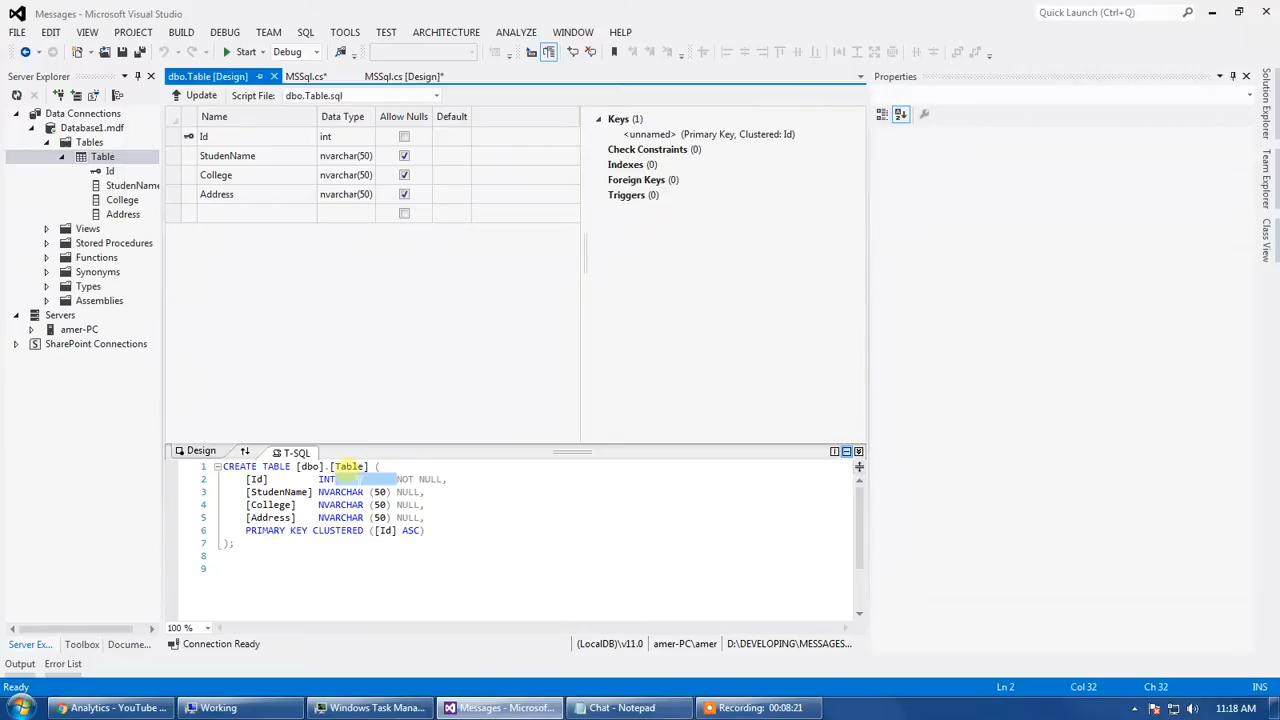 Messages - Microsoft Visual Studio
Quick Launch (Ctrl+Q)
FILE EDIT VIEW PROJECT BUILD DEBUG TEAM SQL TOOLS TEST ARCHITECTURE ANALYZE WINDOW HELP
Start Debug
Server Explorer
dbo.Table [Design] MSSql.cs* MSSql.cs [Design]*
Properties
Update Script File: dbo.Table.sql
Data Connections
Database1.mdf
Tables
Table
Id
StudenName
College
Address
Views
Stored Procedures
Functions
Synonyms
Types
Assemblies
Servers
amer-PC
SharePoint Connections
Name Data Type Allow Nulls Default
Id int
StudenName nvarchar(50)
College nvarchar(50)
Address nvarchar(50)
Keys (1)
<unnamed> (Primary Key, Clustered: Id)
Check Constraints (0)
Indexes (0)
Foreign Keys (0)
Triggers (0)
Solution Explorer
Team Explorer
Class View
Design T-SQL
1 CREATE TABLE [dbo].[Table] (
2 [Id] INT NOT NULL,
3 [StudenName] NVARCHAR (50) NULL,
4 [College] NVARCHAR (50) NULL,
5 [Address] NVARCHAR (50) NULL,
6 PRIMARY KEY CLUSTERED ([Id] ASC)
7 );
8
9
100 %
Server Ex... Toolbox Docume...
Connection Ready (LocalDB)\v11.0 amer-PC\amer D:\DEVELOPING\MESSAGES...
Output Error List
Ready Ln 2 Col 32 Ch 32 INS
Analytics - YouTube ... Working Windows Task Mana... Messages - Microsof... Chat - Notepad Recording: 00:08:21 11:18 AM